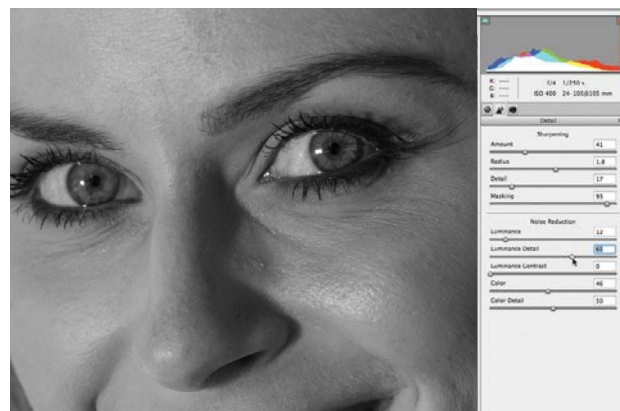 R: ---
G: ---
B: ---
f/4 1/250 s
ISO 400 24-105@105 mm
Detail
Sharpening
Amount 41
Radius 1.8
Detail 17
Masking 93
Noise Reduction
Luminance 12
Luminance Detail
Luminance Contrast 0
Color 46
Color Detail 50